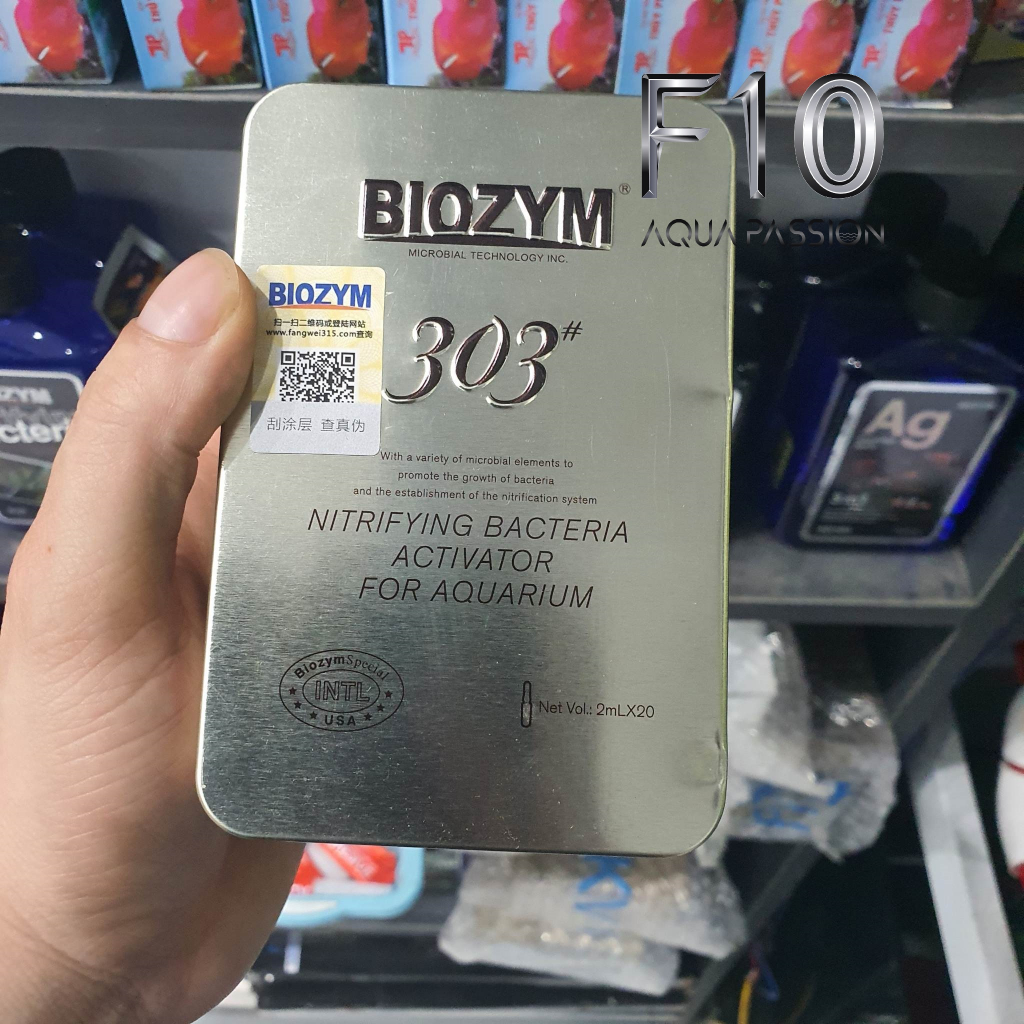 F10
AQUA PASSION
BIOZYM®
MICROBIAL TECHNOLOGY INC.
BIOZYM
扫一扫二维码或登陆网站
www.fangwei315.com查询
刮涂层 查真伪
303#
With a variety of microbial elements to
promote the growth of bacteria
and the establishment of the nitrification system
NITRIFYING BACTERIA
ACTIVATOR
FOR AQUARIUM
Biozym Special
INTL
USA
Net Vol.: 2mLX20
Ag